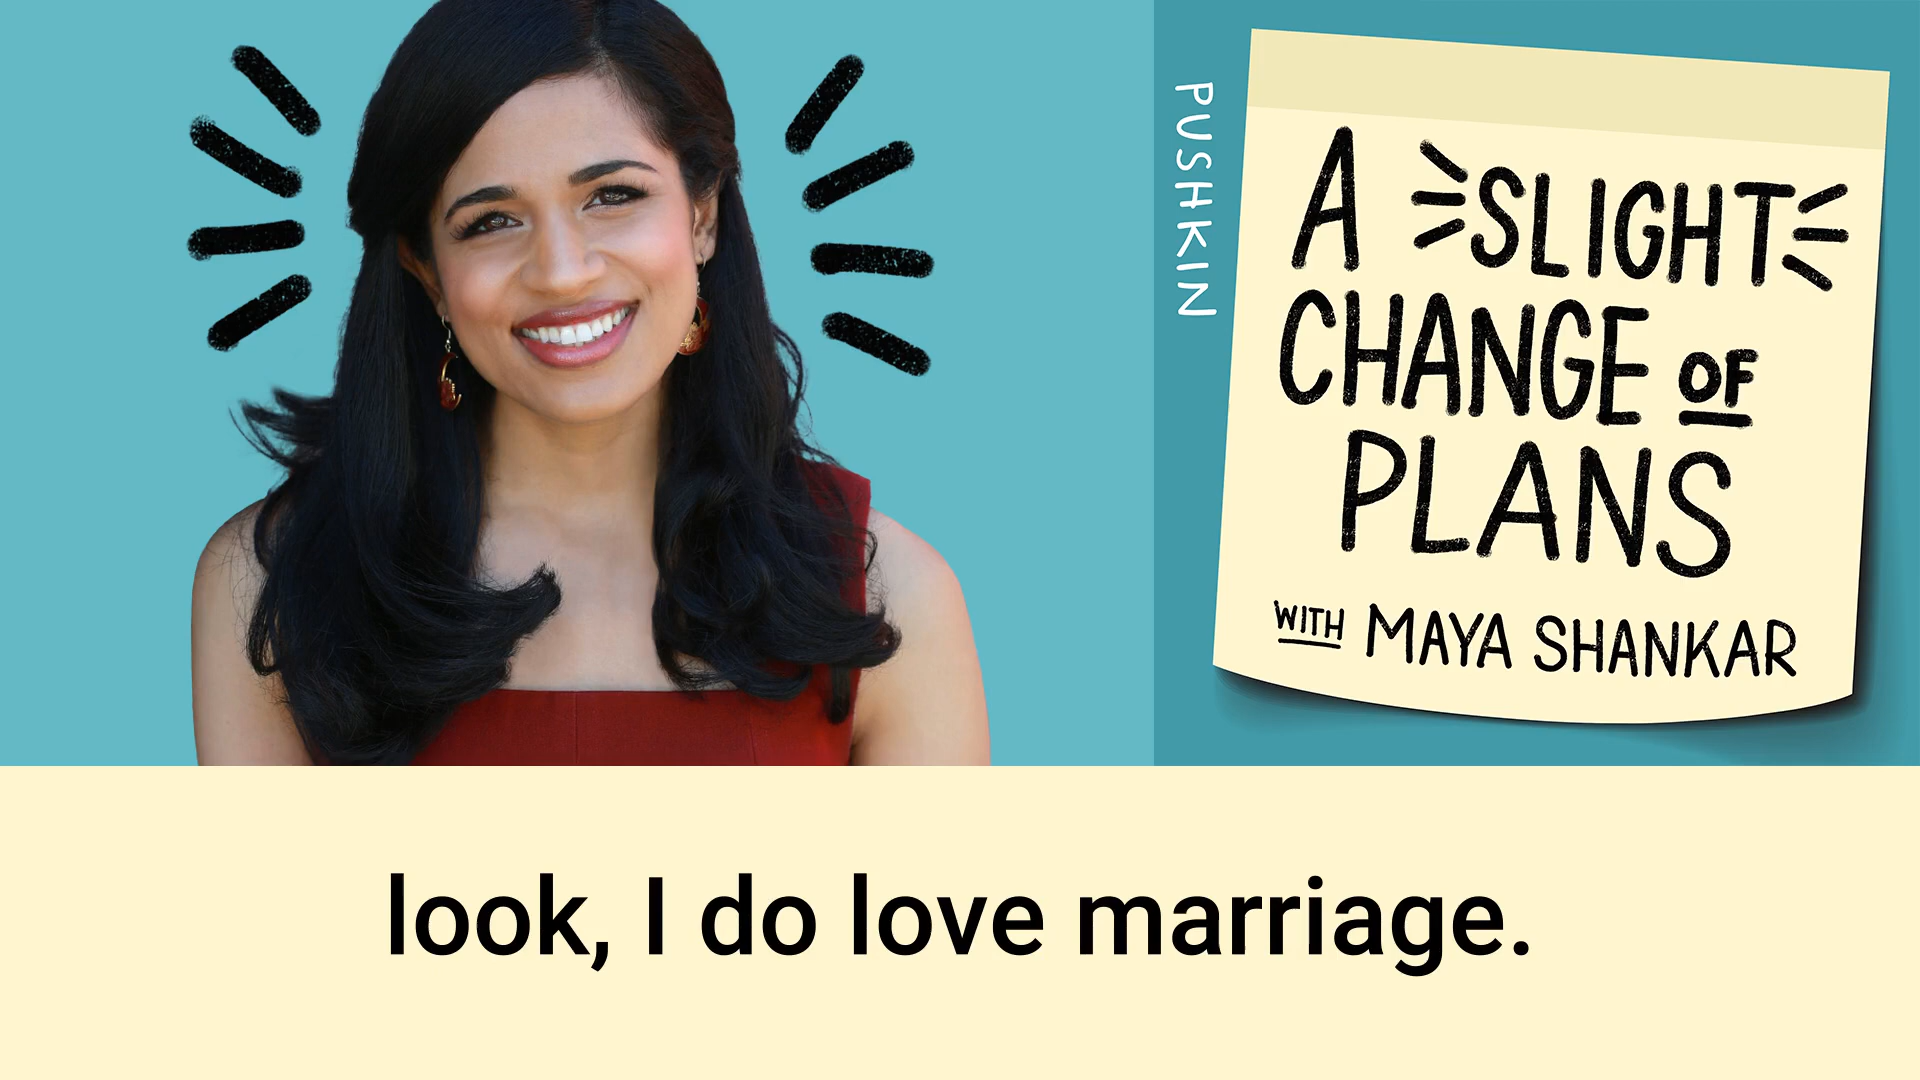 PUSHKIN
A SLIGHT
CHANGE OF
PLANS
WITH MAYA SHANKAR
look, I do love marriage.